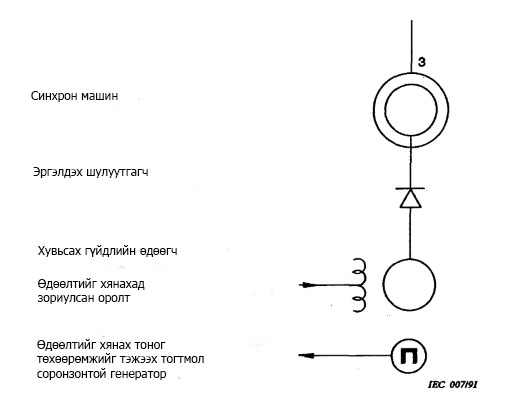 3
Синхрон машин
Эргэлдэх шулуутгагч
Хувьсах гүйдлийн өдөөгч
Өдөөлтийг хянахад
зориулсан оролт
Өдөөлтийг хянах тоног
төхөөрөмжийг тэжээх тогтмол
соронзонтой генератор
П
IEC 007/91